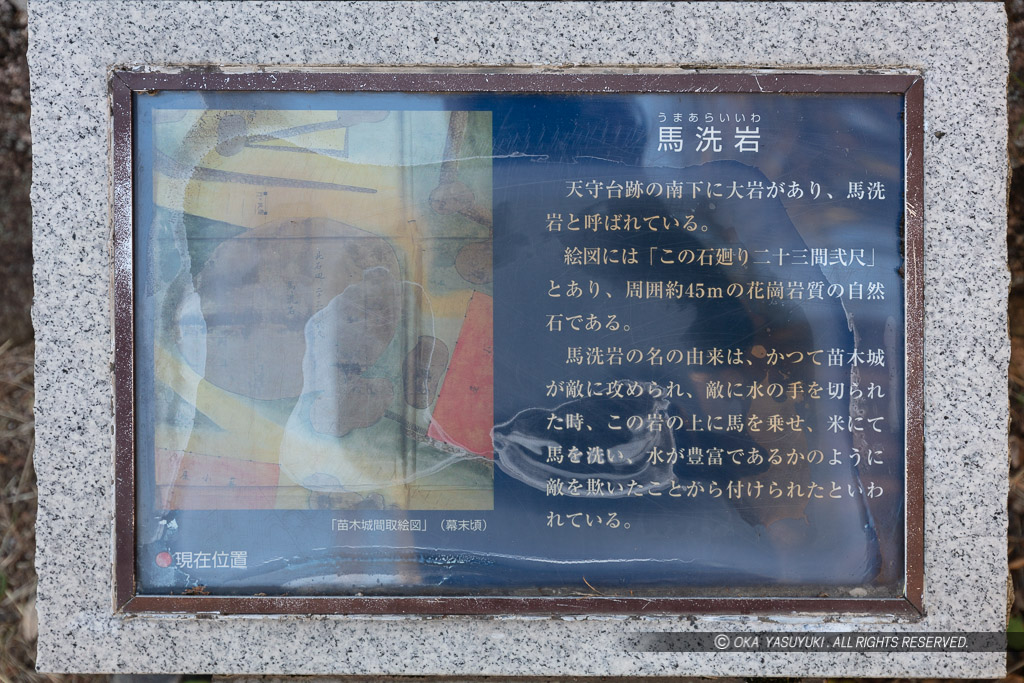 うまあらいいわ
馬洗岩
天守台跡の南下に大岩があり、馬洗
岩と呼ばれている。
絵図には「この石廻り二十三間弐尺」
とあり、周囲約45mの花崗岩質の自然
石である。
馬洗岩の名の由来は、かつて苗木城
が敵に攻められ、敵に水の手を切られ
た時、この岩の上に馬を乗せ、米にて
馬を洗い、水が豊富であるかのように
敵を欺いたことから付けられたといわ
れている。
「苗木城間取絵図」（幕末頃）
現在位置
© OKA YASUYUKI. ALL RIGHTS RESERVED.